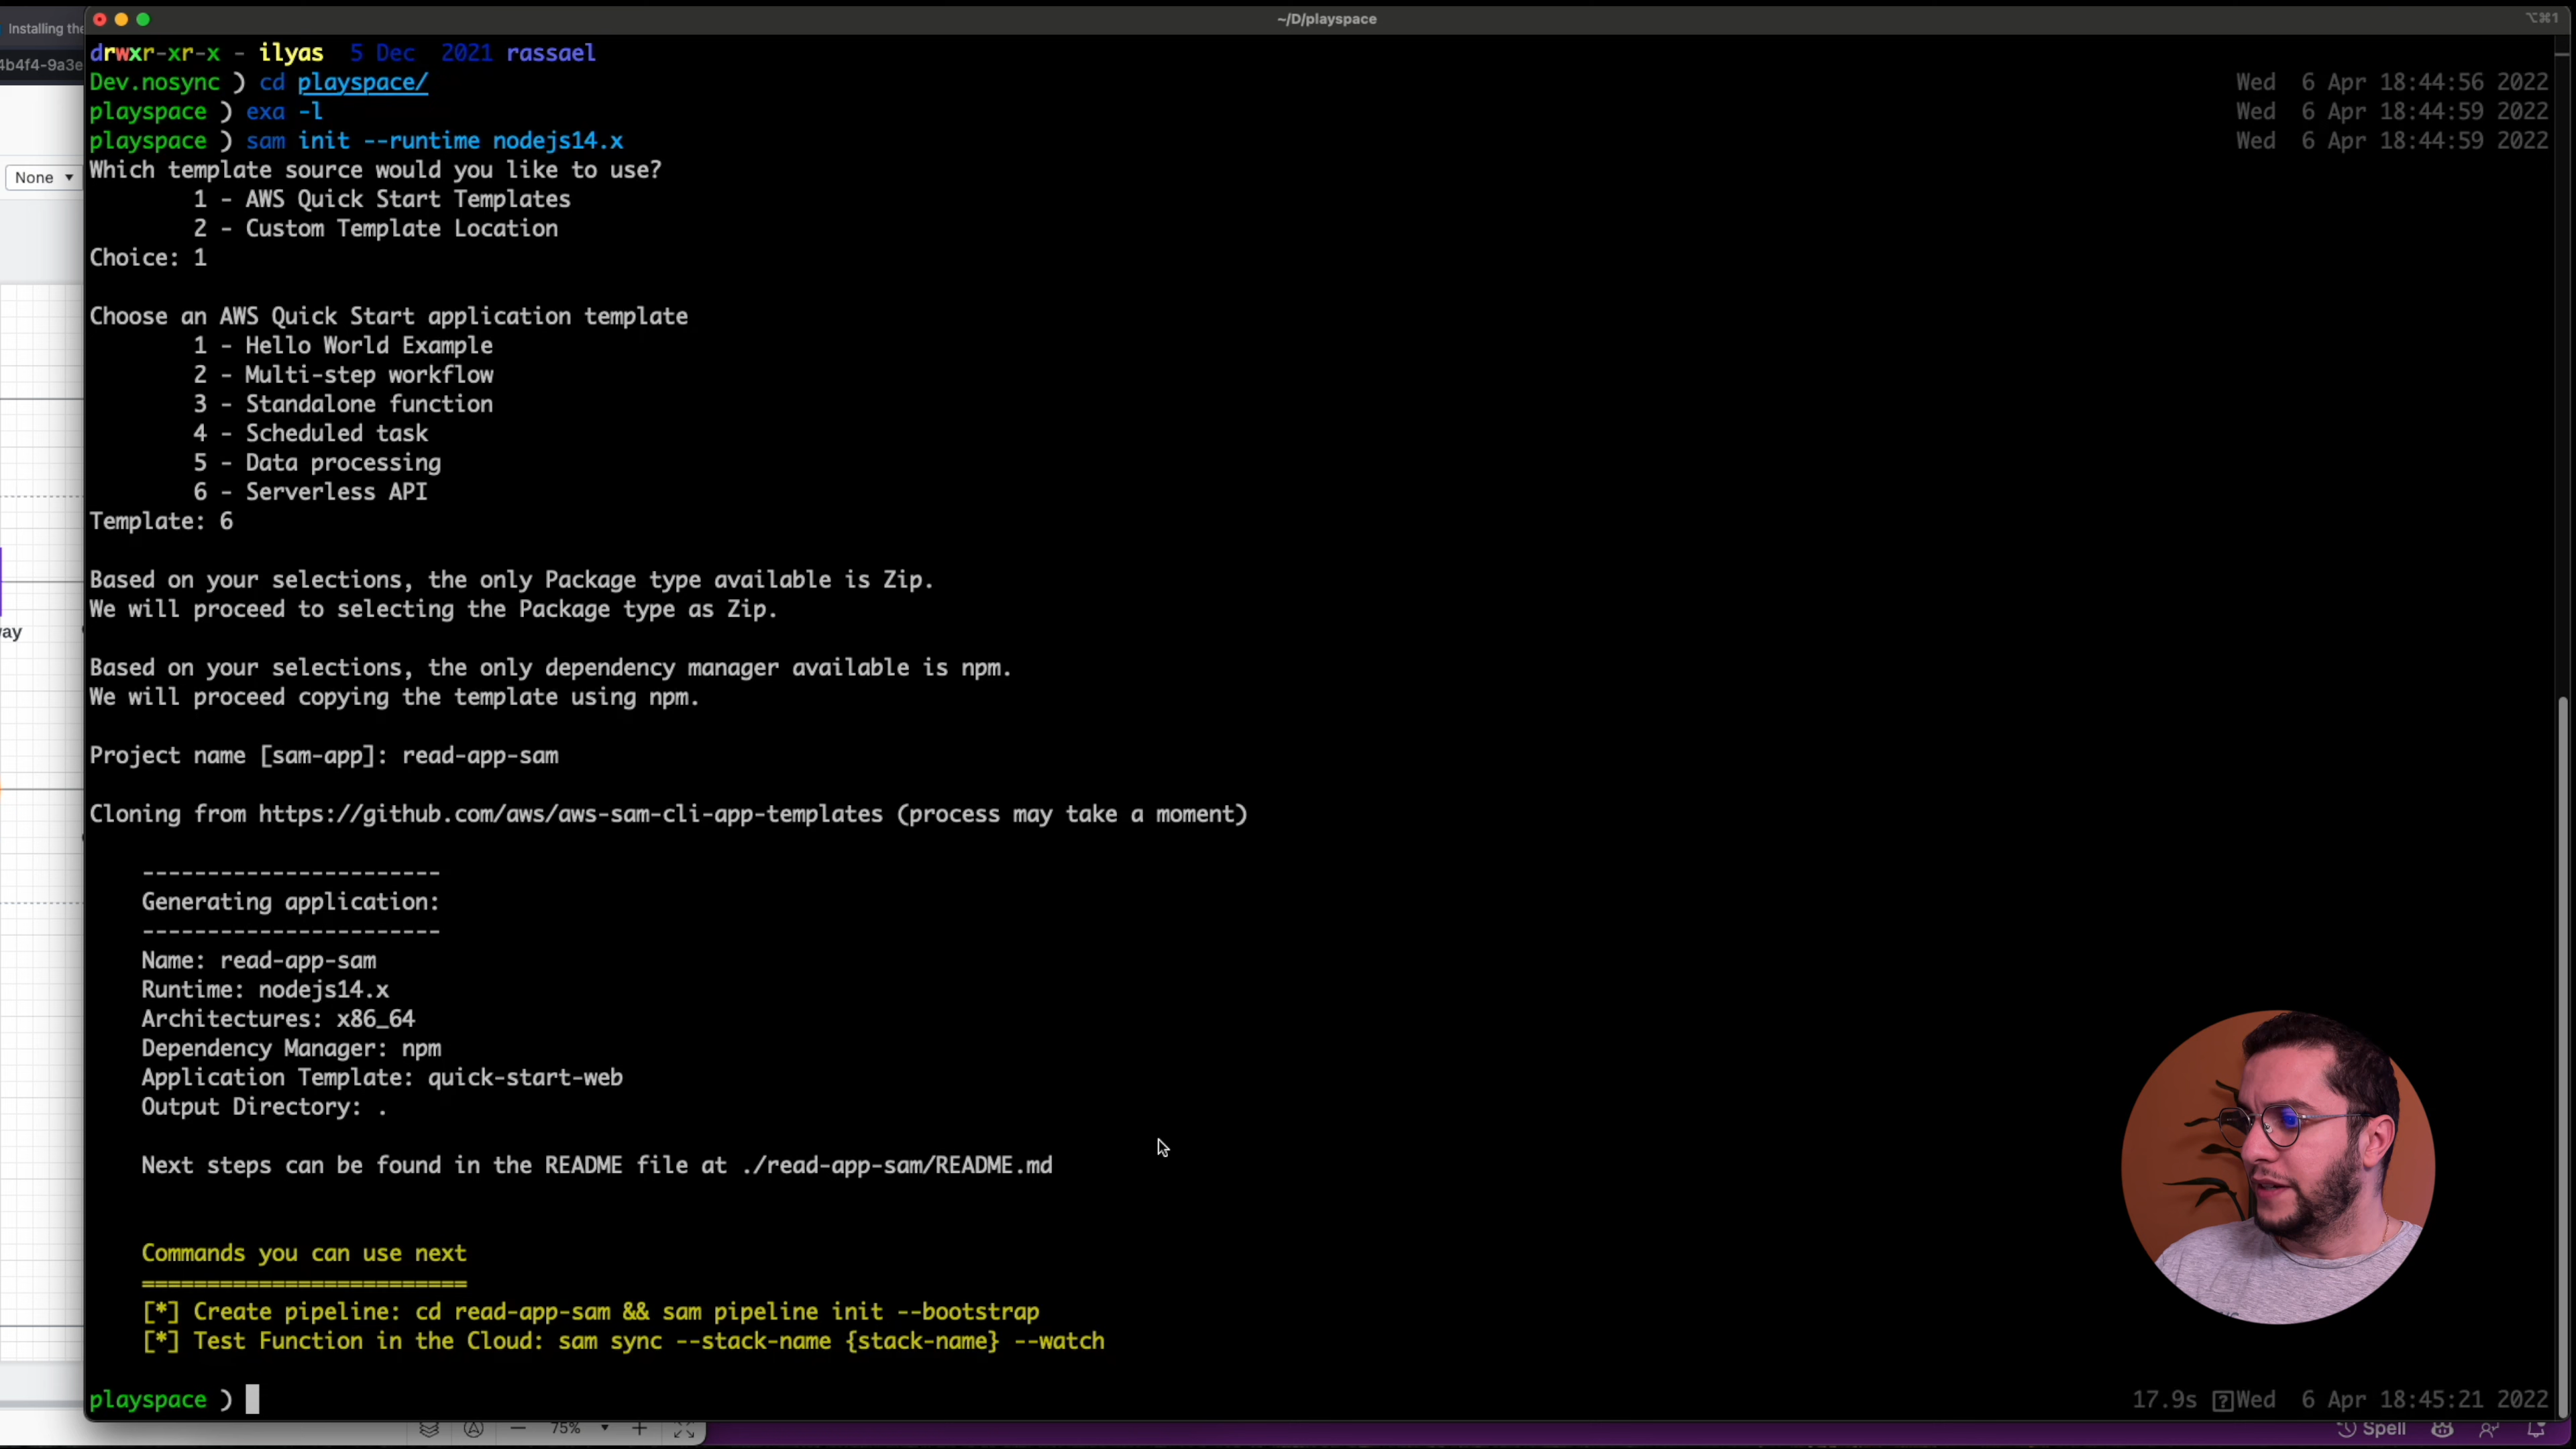 Installing the
~/D/playspace
⌥⌘1
4b4f4-9a3e
drwxr-xr-x - ilyas 5 Dec 2021 rassael
Dev.nosync ) cd playspace/ Wed 6 Apr 18:44:56 2022
playspace ) exa -l Wed 6 Apr 18:44:59 2022
playspace ) sam init --runtime nodejs14.x Wed 6 Apr 18:44:59 2022
Which template source would you like to use?
None
1 - AWS Quick Start Templates
2 - Custom Template Location
Choice: 1
Choose an AWS Quick Start application template
1 - Hello World Example
2 - Multi-step workflow
3 - Standalone function
4 - Scheduled task
5 - Data processing
6 - Serverless API
Template: 6
Based on your selections, the only Package type available is Zip.
We will proceed to selecting the Package type as Zip.
way
Based on your selections, the only dependency manager available is npm.
We will proceed copying the template using npm.
Project name [sam-app]: read-app-sam
Cloning from https://github.com/aws/aws-sam-cli-app-templates (process may take a moment)
-----------------------
Generating application:
-----------------------
Name: read-app-sam
Runtime: nodejs14.x
Architectures: x86_64
Dependency Manager: npm
Application Template: quick-start-web
Output Directory: .
Next steps can be found in the README file at ./read-app-sam/README.md
Commands you can use next
=========================
[*] Create pipeline: cd read-app-sam && sam pipeline init --bootstrap
[*] Test Function in the Cloud: sam sync --stack-name {stack-name} --watch
playspace ) 17.9s Wed 6 Apr 18:45:21 2022
75%
Spell